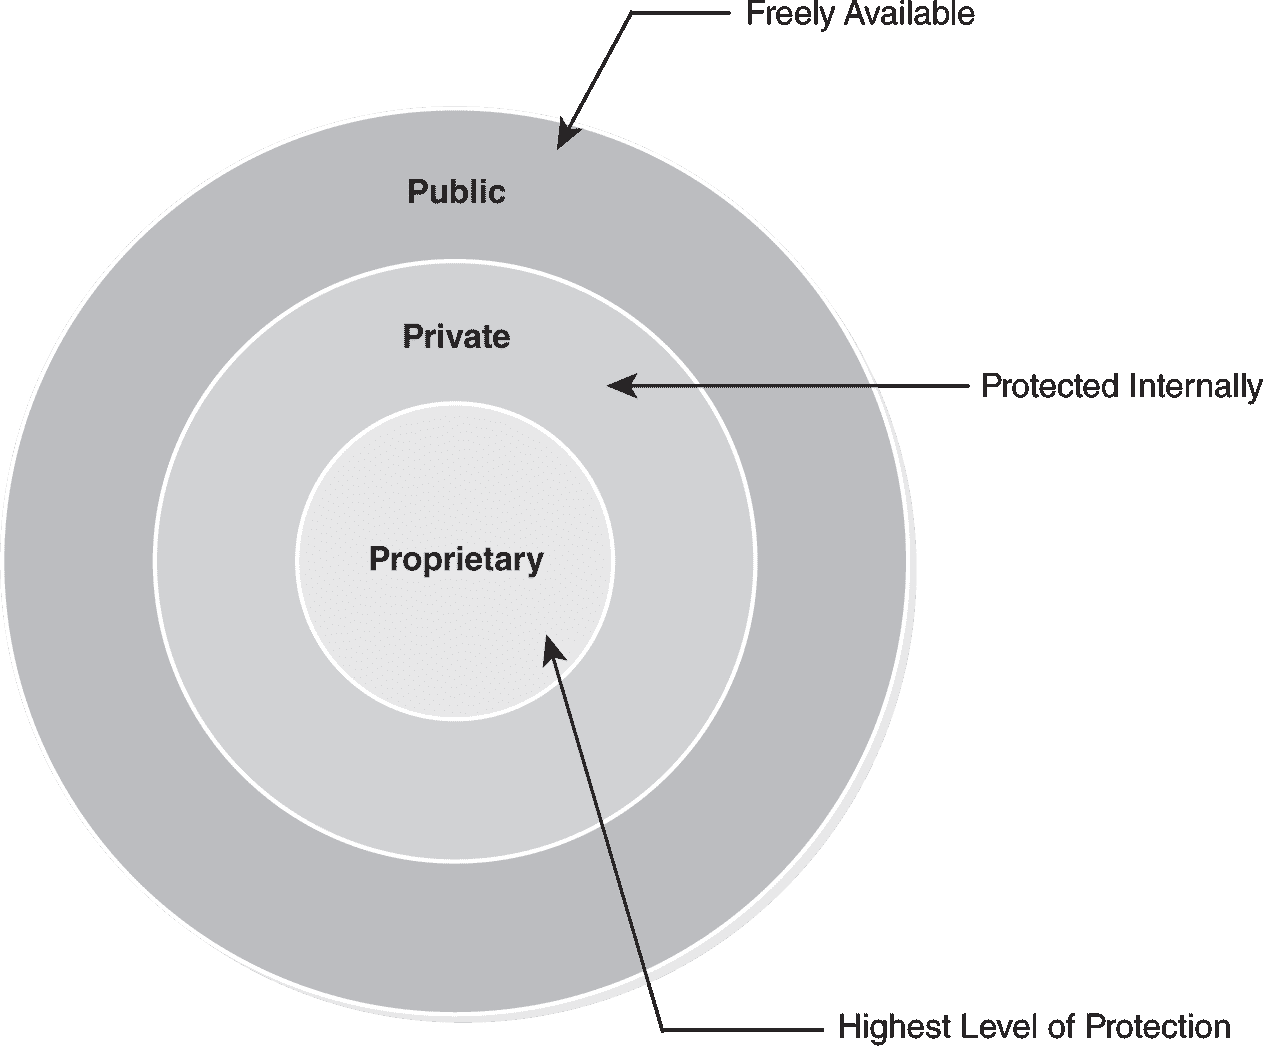 Freely Available
Public
Private
Protected Internally
Proprietary
Highest Level of Protection